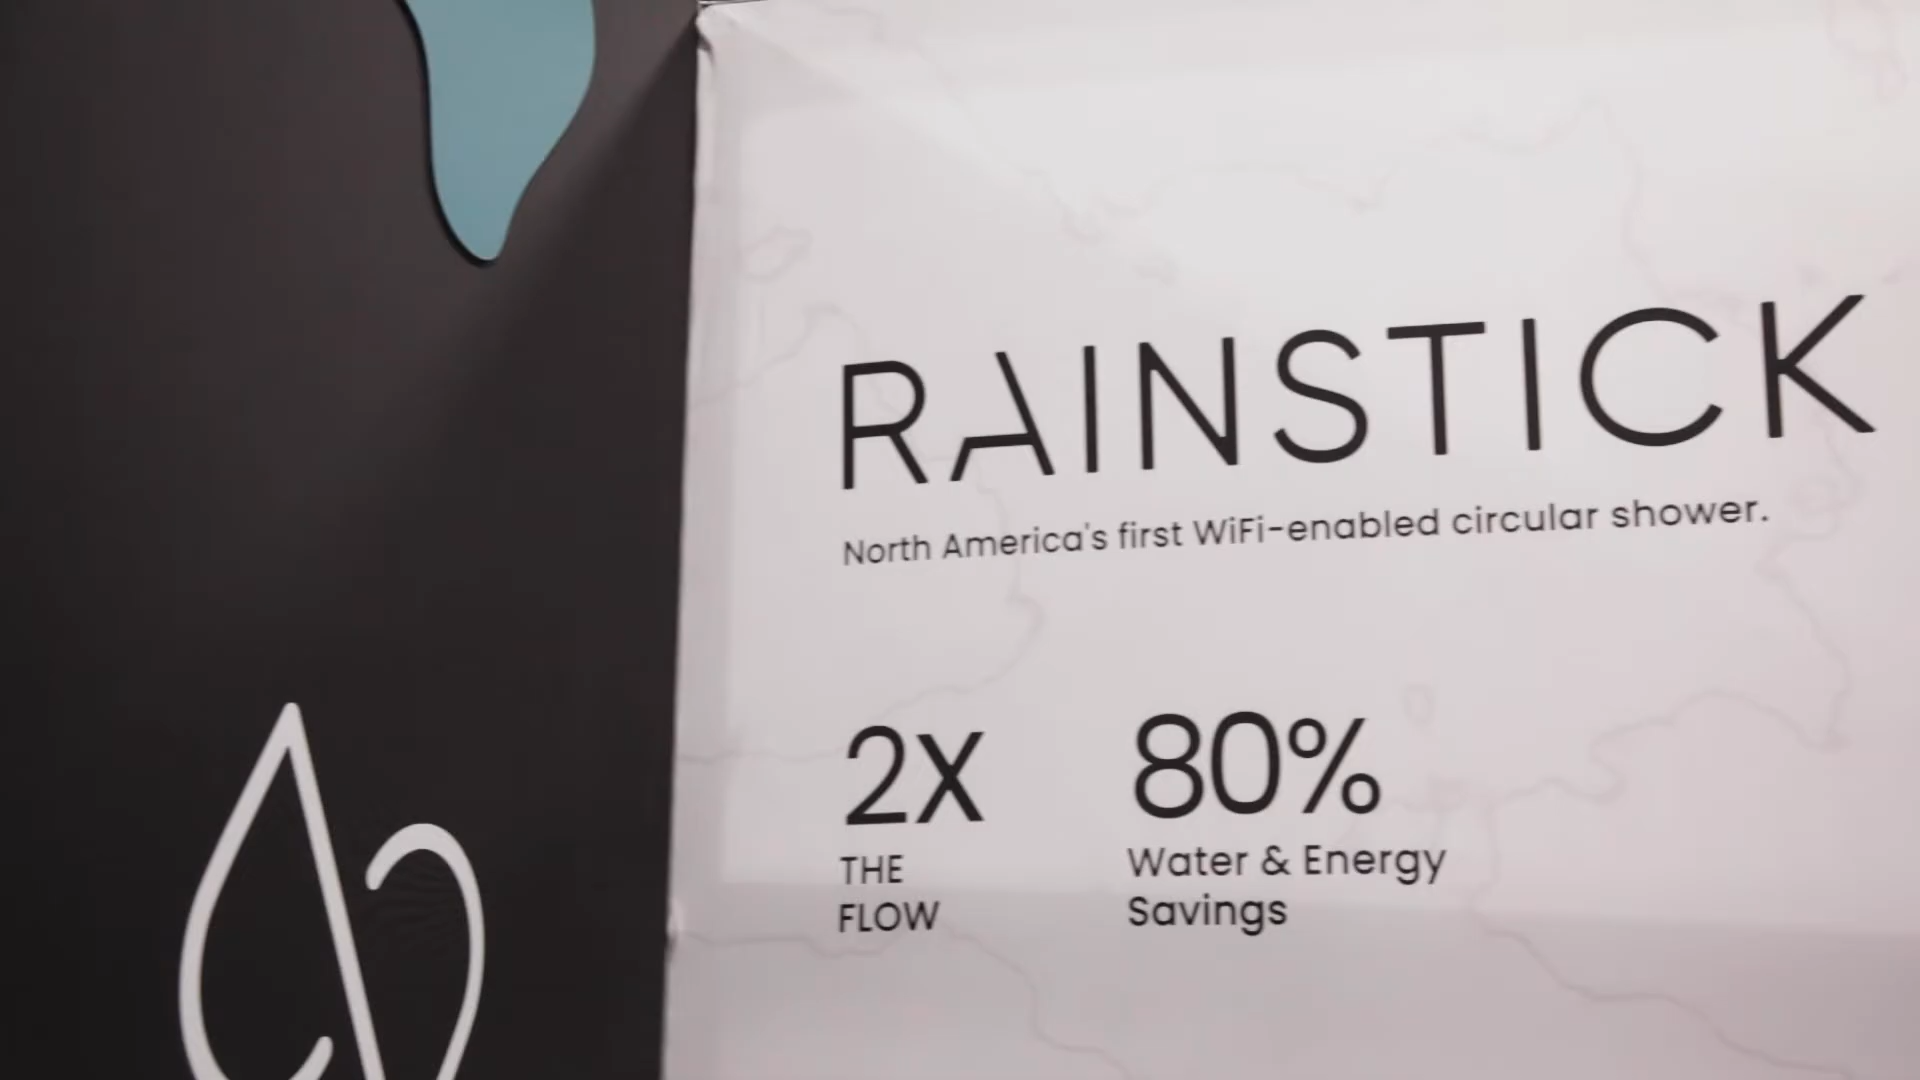 RAINSTICK
North America's first WiFi-enabled circular shower.
2X
THE
FLOW
80%
Water & Energy
Savings